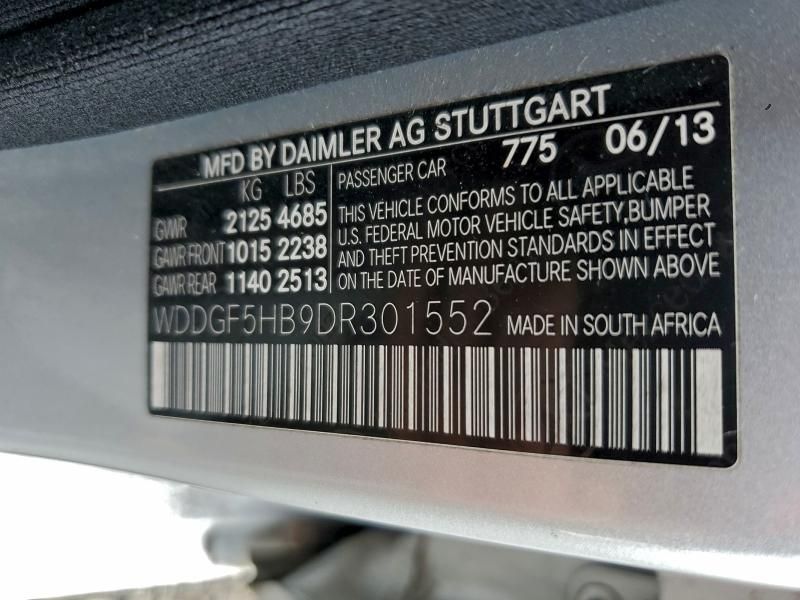 MFD BY DAIMLER AG STUTTGART
775 06/13
KG LBS
GVWR 2125 4685
GAWR FRONT 1015 2238
GAWR REAR 1140 2513
PASSENGER CAR
THIS VEHICLE CONFORMS TO ALL APPLICABLE
U.S. FEDERAL MOTOR VEHICLE SAFETY,BUMPER
AND THEFT PREVENTION STANDARDS IN EFFECT
ON THE DATE OF MANUFACTURE SHOWN ABOVE
WDDGF5HB9DR301552 MADE IN SOUTH AFRICA